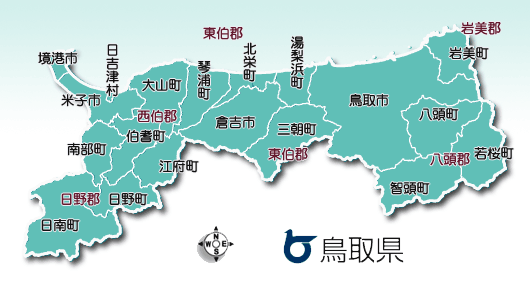 東伯郡
岩美郡
境港市
日吉津村
琴浦町
北栄町
湯梨浜町
岩美町
米子市
大山町
鳥取市
西伯郡
倉吉市
三朝町
八頭町
伯耆町
南部町
江府町
東伯郡
八頭郡
若桜町
日野郡
日野町
智頭町
日南町
N
W E
S
鳥取県